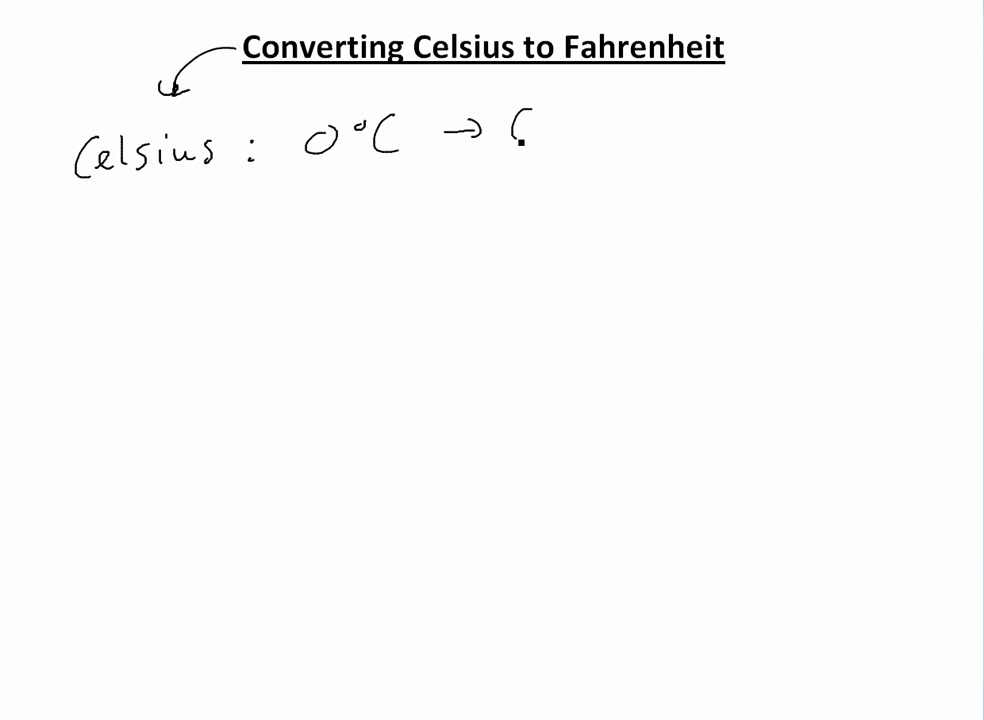 Converting Celsius to Fahrenheit
Celsius : 0°C →